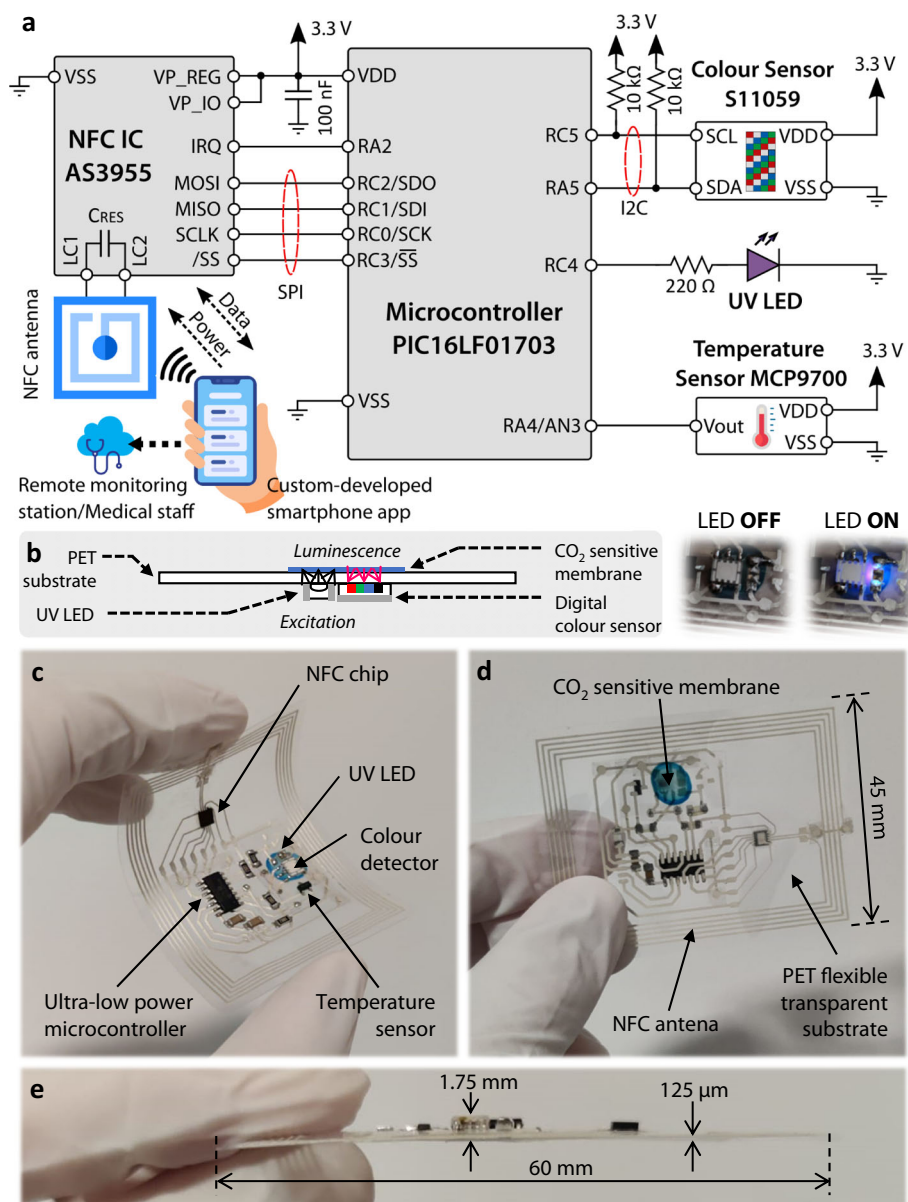 a
3.3 V
VSS
VP_REG
VP_IO
100 nF
VDD
NFC IC
AS3955
IRQ
RA2
MOSI
RC2/SDO
MISO
RC1/SDI
SCLK
RC0/SCK
/SS
RC3/SS
SPI
CRES
LC1
LC2
NFC antenna
Data
Power
Microcontroller
PIC16LF01703
VSS
RC5
RA5
RC4
RA4/AN3
10 kΩ
10 kΩ
I2C
Colour Sensor
S11059
3.3 V
SCL
VDD
SDA
VSS
220 Ω
UV LED
Temperature
Sensor MCP9700
3.3 V
Vout
VDD
VSS
Remote monitoring
station/Medical staff
Custom-developed
smartphone app
b
PET
substrate
UV LED
Luminescence
Excitation
CO2 sensitive
membrane
Digital
colour sensor
LED OFF
LED ON
c
NFC chip
UV LED
Colour
detector
Ultra-low power
microcontroller
Temperature
sensor
d
CO2 sensitive membrane
45 mm
NFC antena
PET flexible
transparent
substrate
e
1.75 mm
125 µm
60 mm